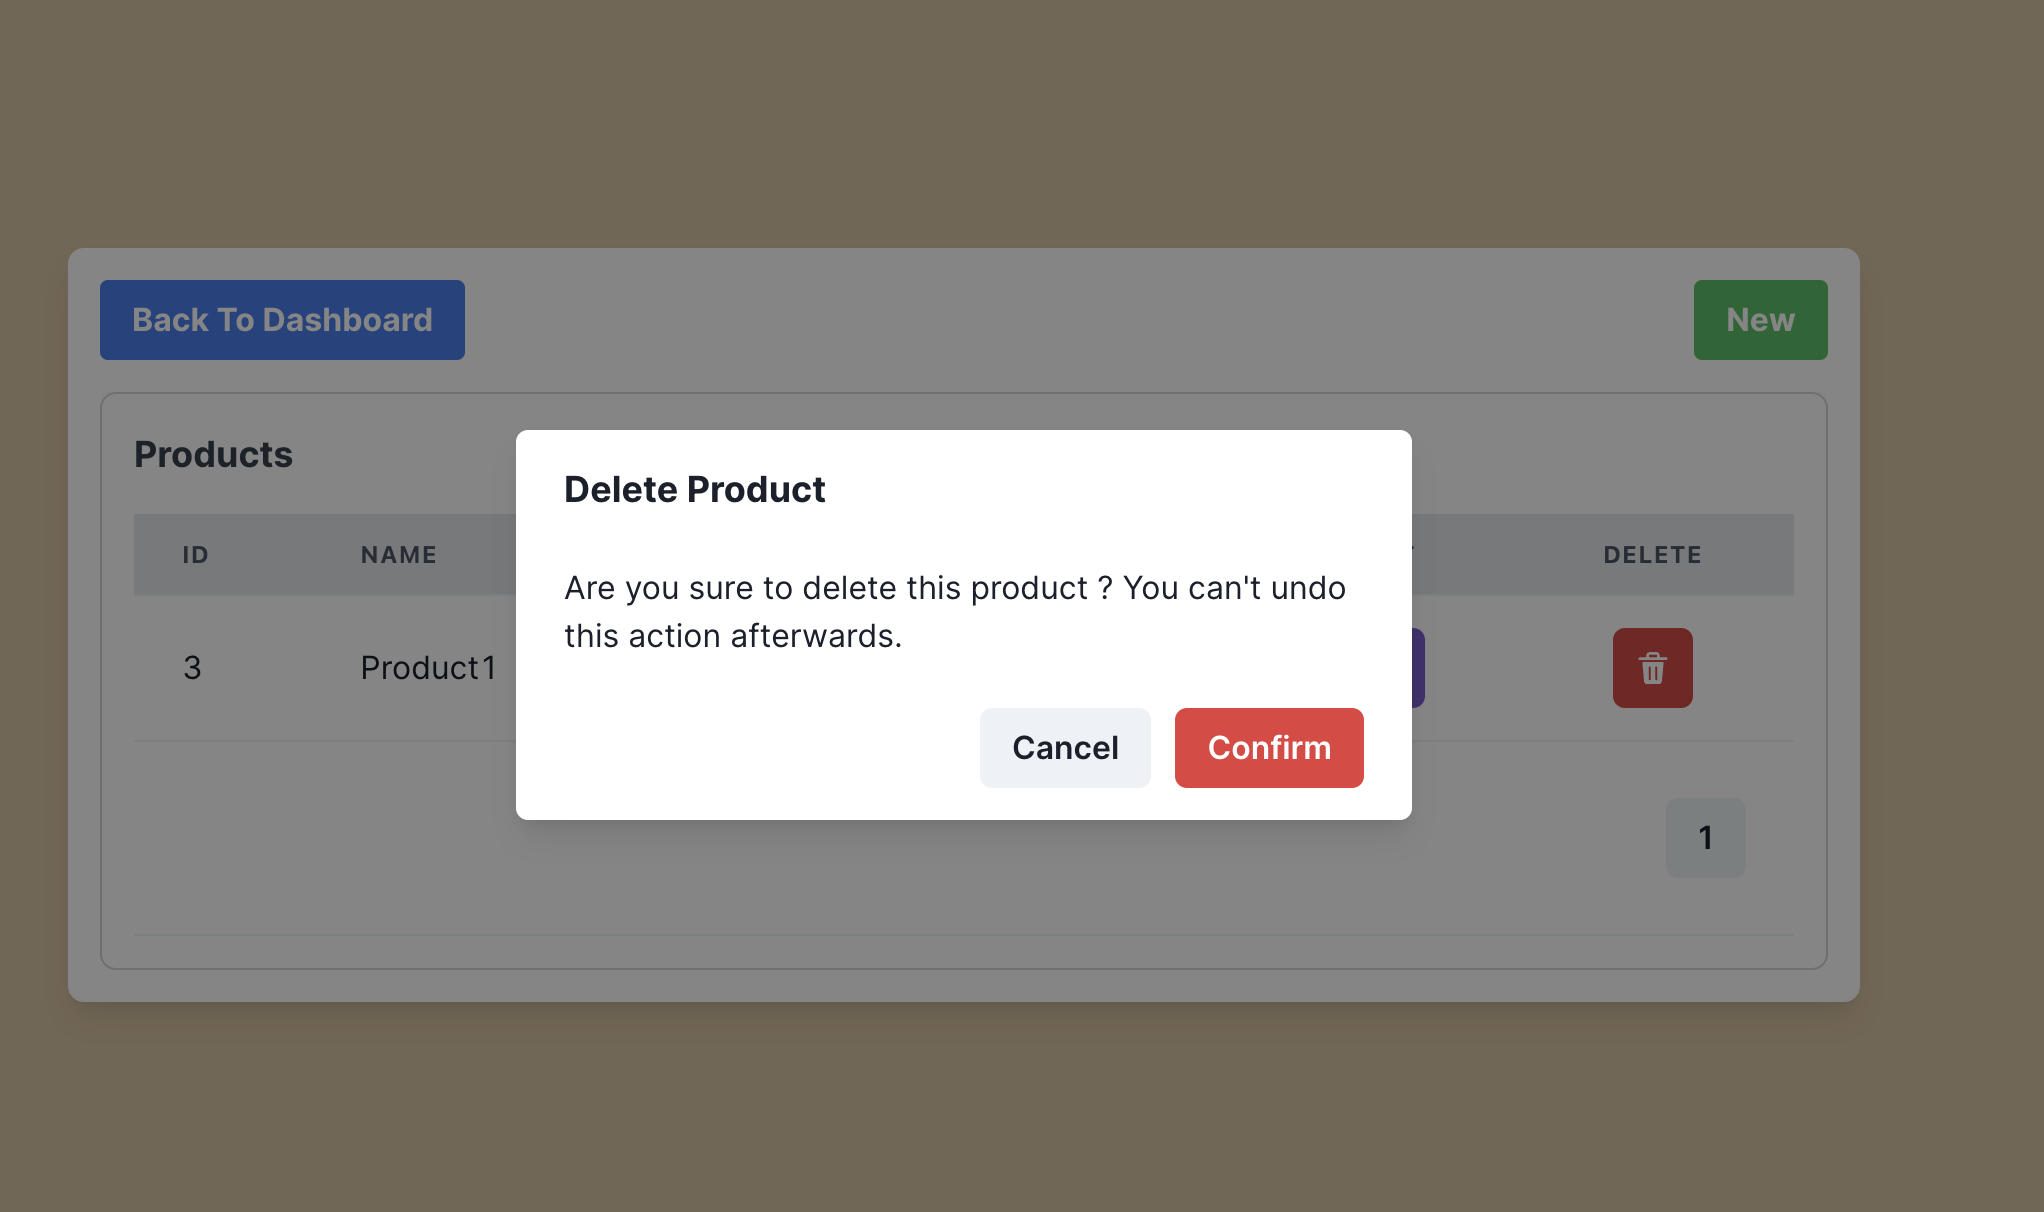 Back To Dashboard
New
Products
ID NAME DELETE
3 Product1
Delete Product
Are you sure to delete this product ? You can't undo
this action afterwards.
Cancel Confirm
1